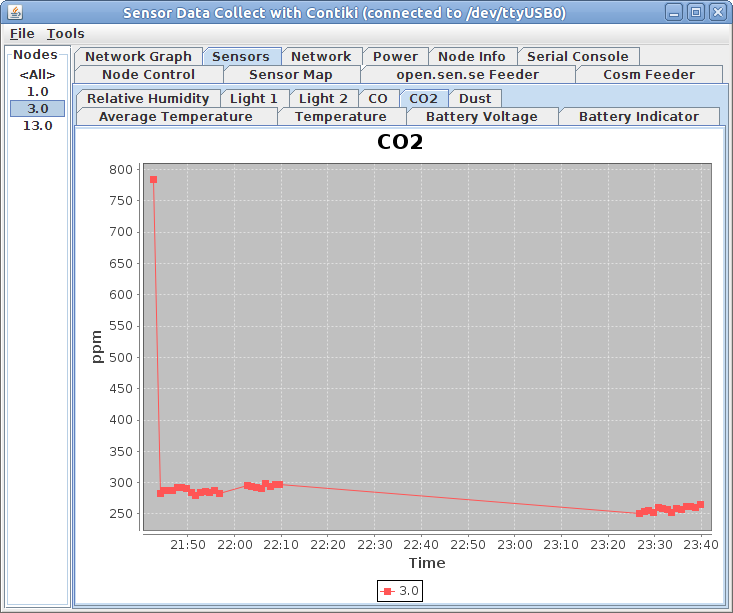 Sensor Data Collect with Contiki (connected to /dev/ttyUSB0)
File Tools
Nodes
<All>
1.0
3.0
13.0
Network Graph Sensors Network Power Node Info Serial Console
Node Control Sensor Map open.sen.se Feeder Cosm Feeder
Relative Humidity Light 1 Light 2 CO CO2 Dust
Average Temperature Temperature Battery Voltage Battery Indicator
CO2
800
750
700
650
600
550
500
450
400
350
300
250
ppm
21:50 22:00 22:10 22:20 22:30 22:40 22:50 23:00 23:10 23:20 23:30 23:40
Time
3.0